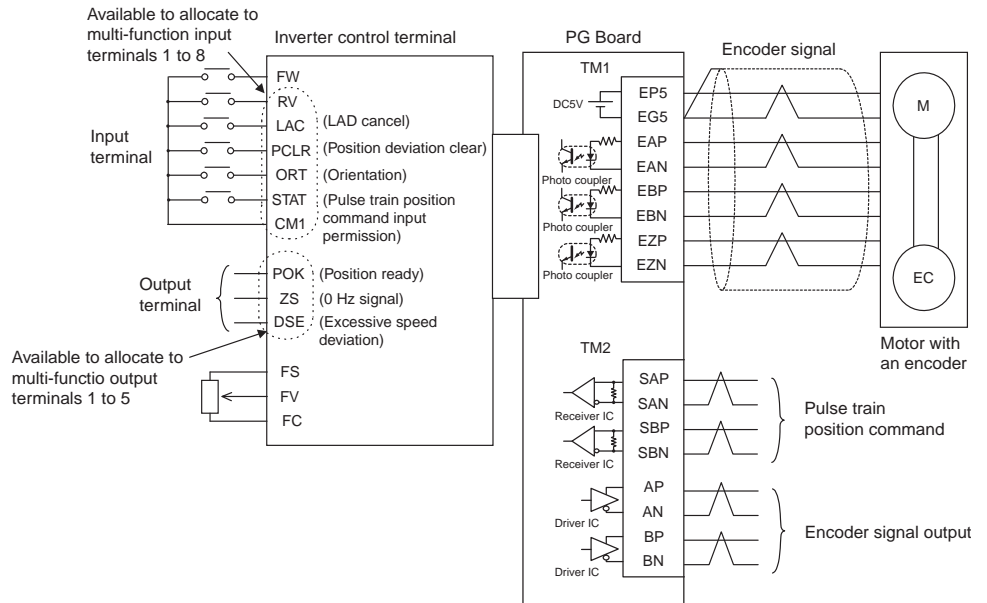 Available to allocate to
multi-function input
terminals 1 to 8
Inverter control terminal
Input
terminal
FW
RV
LAC
(LAD cancel)
PCLR
(Position deviation clear)
ORT
(Orientation)
STAT
(Pulse train position
command input
permission)
CM1
Output
terminal
POK
(Position ready)
ZS
(0 Hz signal)
DSE
(Excessive speed
deviation)
Available to allocate to
multi-functio output
terminals 1 to 5
FS
FV
FC
PG Board
TM1
DC5V
EP5
EG5
EAP
EAN
Photo coupler
EBP
EBN
Photo coupler
EZP
EZN
Photo coupler
Encoder signal
M
EC
Motor with
an encoder
TM2
SAP
SAN
Receiver IC
SBP
SBN
Receiver IC
Pulse train
position command
AP
AN
Driver IC
BP
BN
Driver IC
Encoder signal output